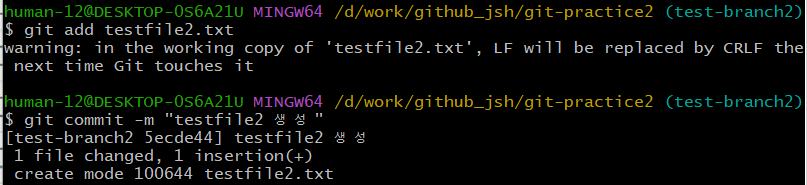 human-12@DESKTOP-0S6A21U MINGW64 /d/work/github_jsh/git-practice2 (test-branch2)
$ git add testfile2.txt
warning: in the working copy of 'testfile2.txt', LF will be replaced by CRLF the
 next time Git touches it
human-12@DESKTOP-0S6A21U MINGW64 /d/work/github_jsh/git-practice2 (test-branch2)
$ git commit -m "testfile2 생성"
[test-branch2 5ecde44] testfile2 생성
 1 file changed, 1 insertion(+)
 create mode 100644 testfile2.txt